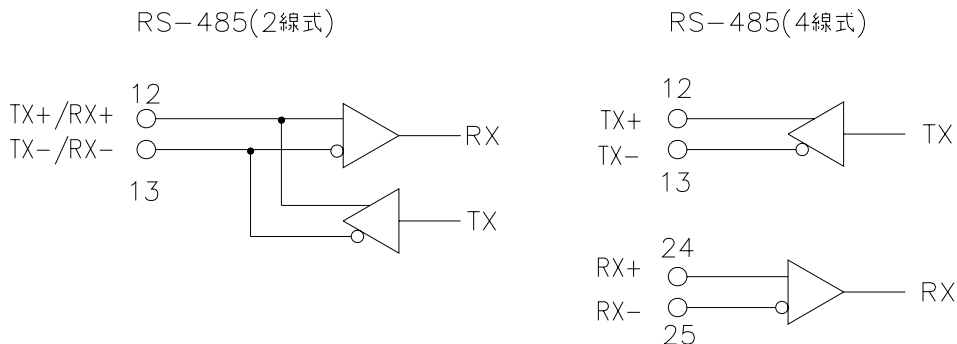 RS-485(2線式)
12
TX+/RX+
RX
TX-/RX-
13
TX
RS-485(4線式)
12
TX+
TX
TX-
13
24
RX+
RX
RX-
25